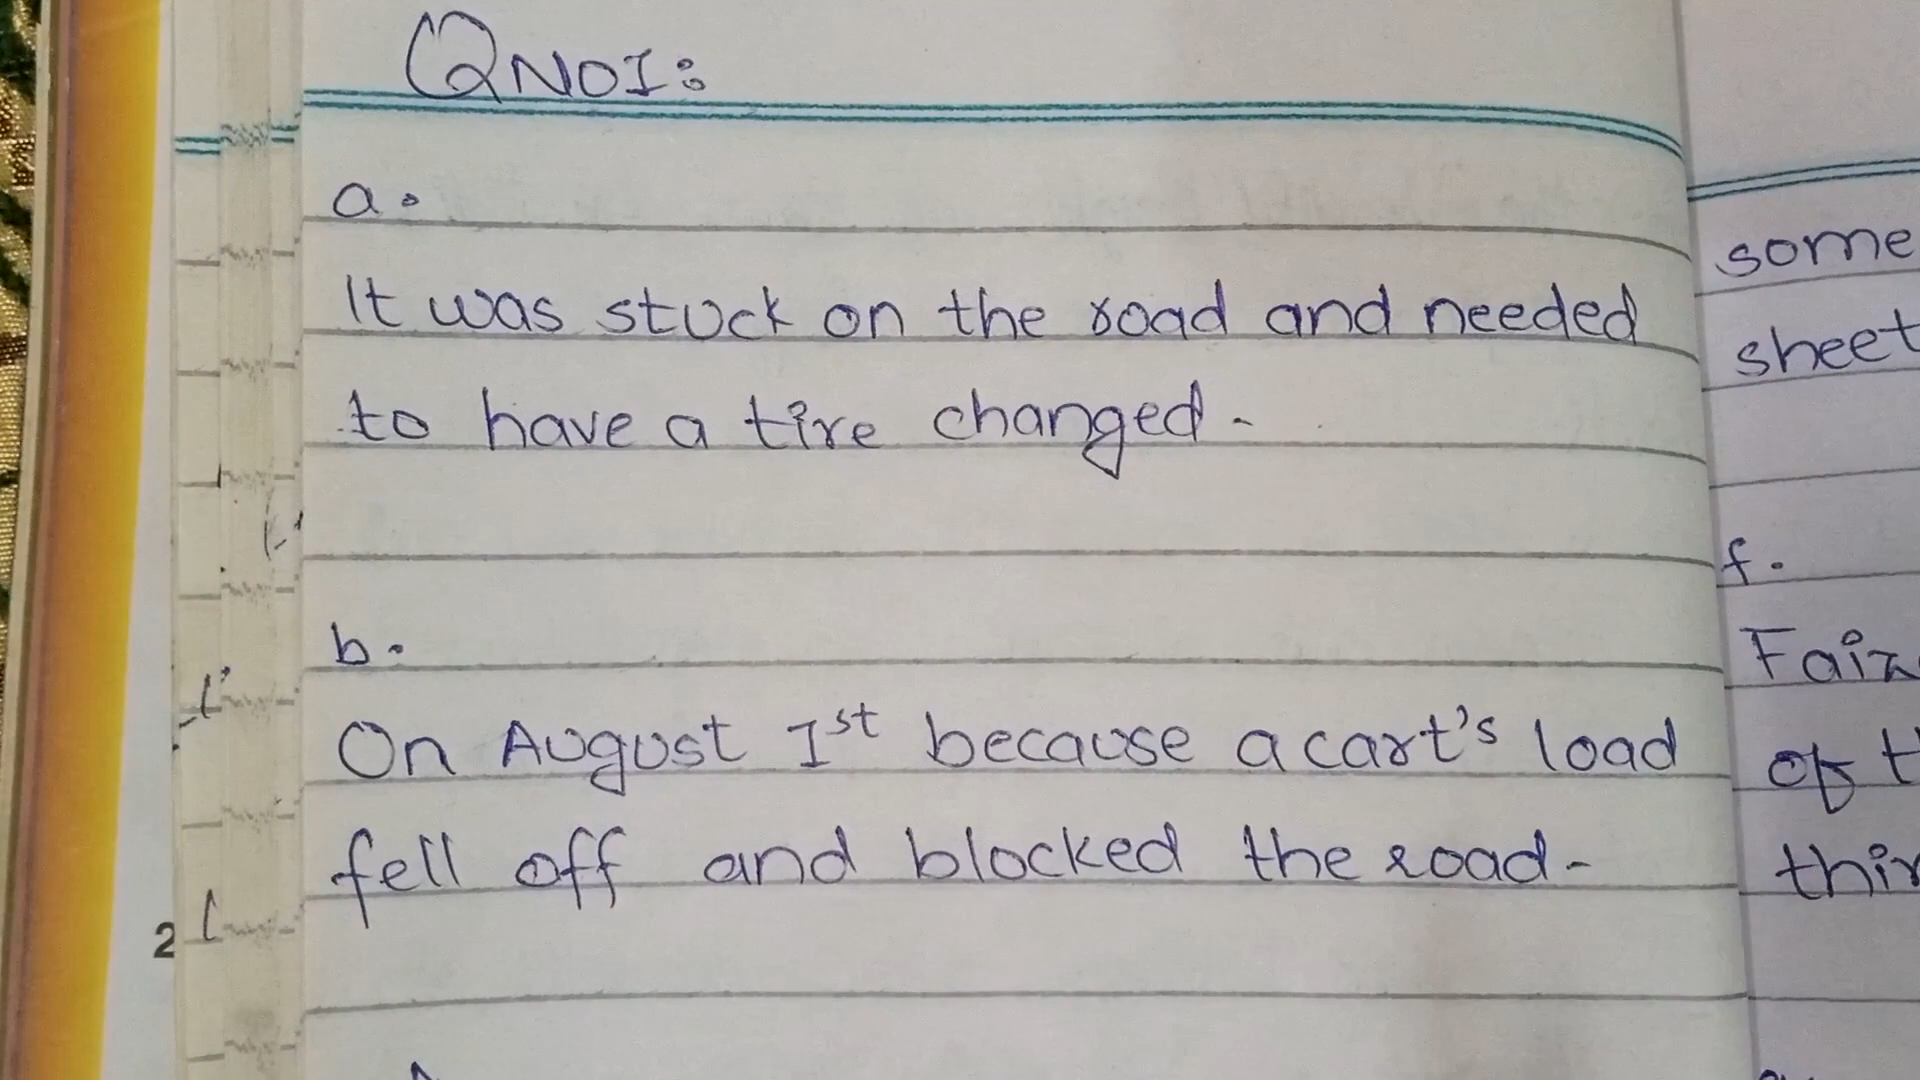 QNO1:
a.
It was stuck on the road and needed
to have a tire changed.
b.
On August 1st because a cart's load
fell off and blocked the road.
2
some
sheet
f.
of